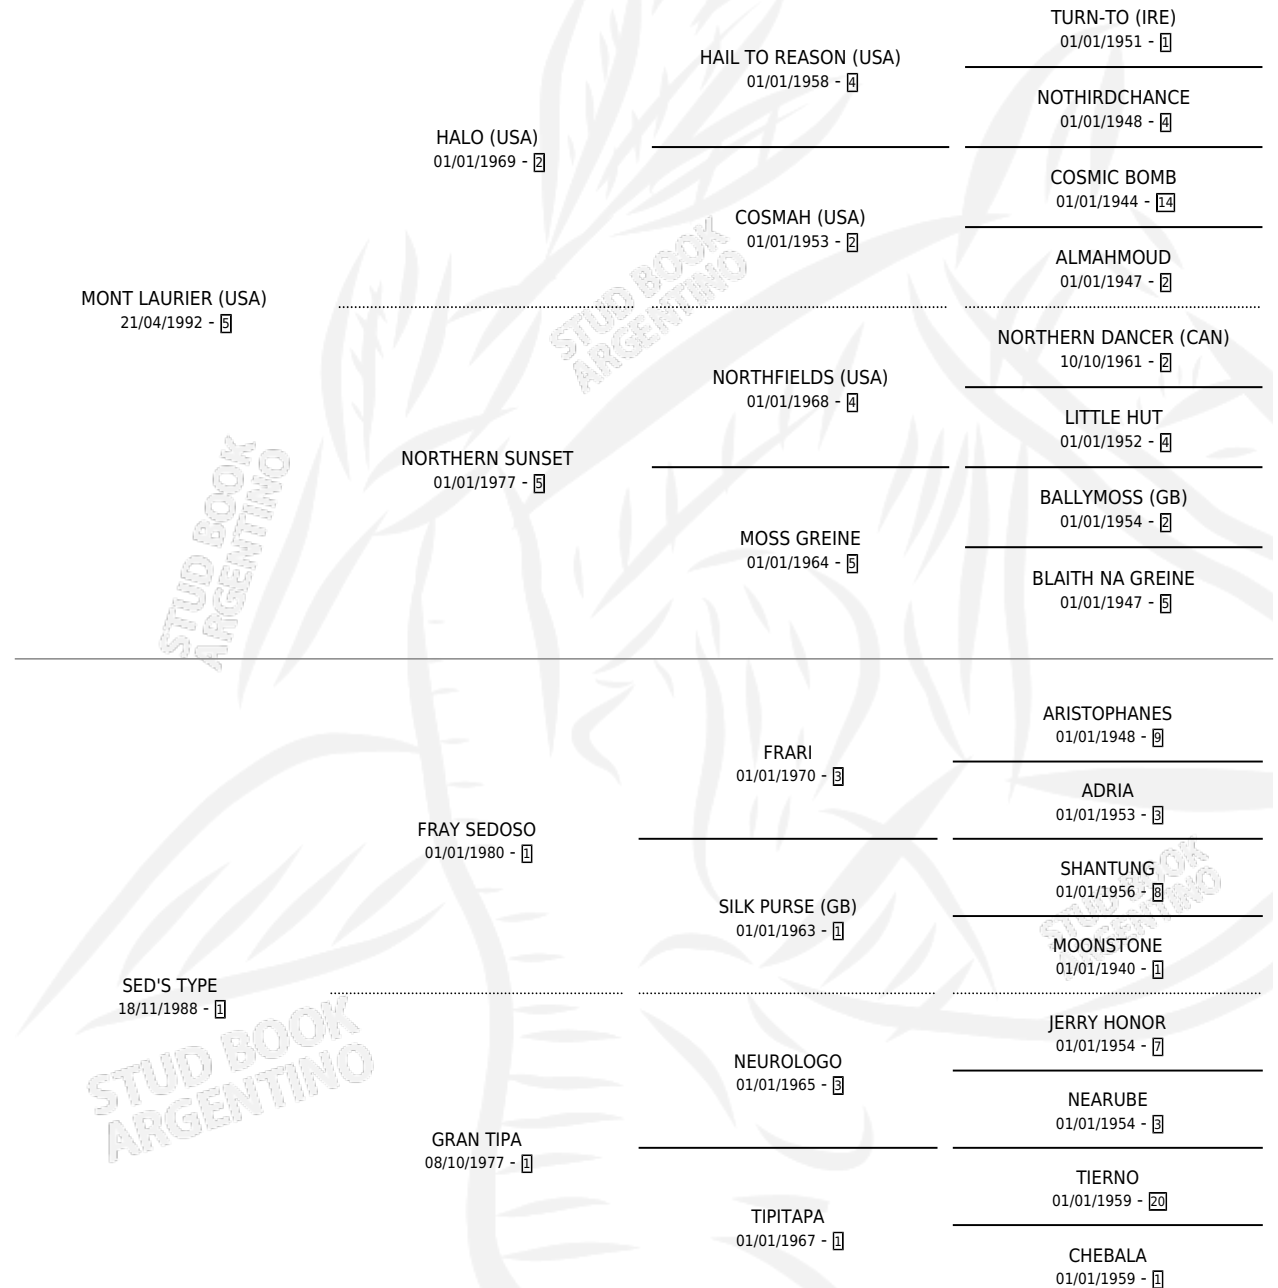 TURN-TO (IRE)
01/01/1951 - 1
HAIL TO REASON (USA)
01/01/1958 - 4
NOTHIRDCHANCE
01/01/1948 - 4
HALO (USA)
01/01/1969 - 2
COSMIC BOMB
01/01/1944 - 14
COSMAH (USA)
01/01/1953 - 2
ALMAHMOUD
01/01/1947 - 2
MONT LAURIER (USA)
21/04/1992 - 5
NORTHERN DANCER (CAN)
10/10/1961 - 2
NORTHFIELDS (USA)
01/01/1968 - 4
LITTLE HUT
01/01/1952 - 4
NORTHERN SUNSET
01/01/1977 - 5
BALLYMOSS (GB)
01/01/1954 - 2
MOSS GREINE
01/01/1964 - 5
BLAITH NA GREINE
01/01/1947 - 5
ARISTOPHANES
01/01/1948 - 9
FRARI
01/01/1970 - 3
ADRIA
01/01/1953 - 3
FRAY SEDOSO
01/01/1980 - 1
SHANTUNG
01/01/1956 - 8
SILK PURSE (GB)
01/01/1963 - 1
MOONSTONE
01/01/1940 - 1
SED'S TYPE
18/11/1988 - 1
JERRY HONOR
01/01/1954 - 7
NEUROLOGO
01/01/1965 - 3
NEARUBE
01/01/1954 - 3
GRAN TIPA
08/10/1977 - 1
TIERNO
01/01/1959 - 20
TIPITAPA
01/01/1967 - 1
CHEBALA
01/01/1959 - 1
STUD BOOK
ARGENTINO
STUD BOOK
ARGENTINO
STUD BOOK
ARGENTINO
STUD BOOK
ARGENTINO